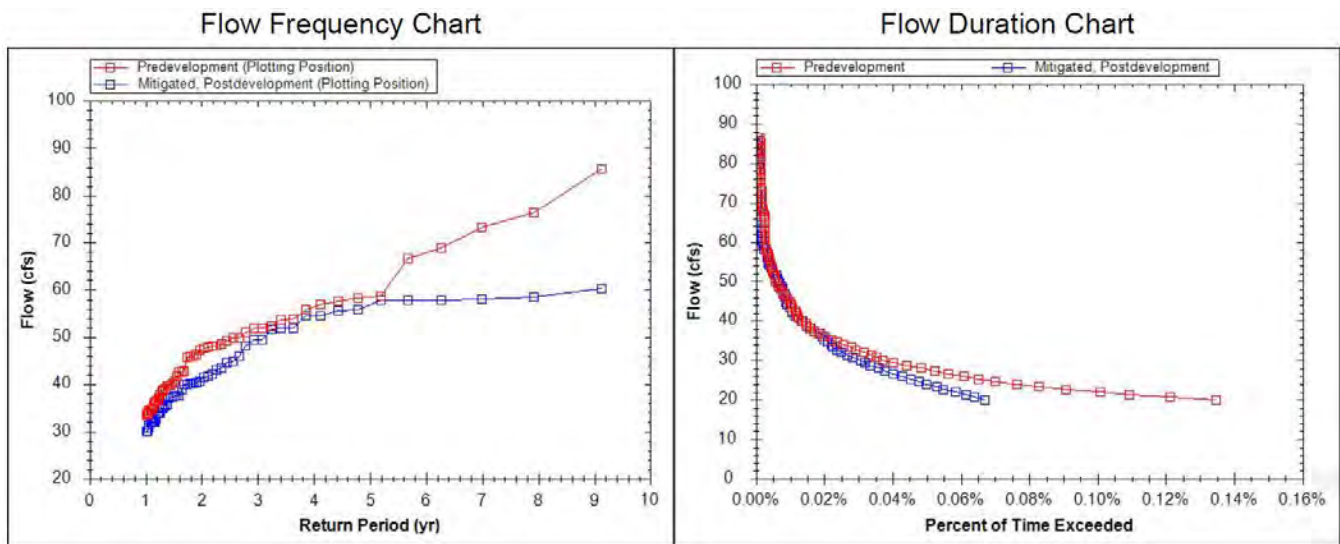 Flow Frequency Chart
Predevelopment (Plotting Position)
Mitigated, Postdevelopment (Plotting Position)
100
90
80
70
60
50
40
30
20
Flow (cfs)
0 1 2 3 4 5 6 7 8 9 10
Return Period (yr)
Flow Duration Chart
Predevelopment Mitigated, Postdevelopment
100
90
80
70
60
50
40
30
20
10
0
Flow (cfs)
0.00% 0.02% 0.04% 0.06% 0.08% 0.10% 0.12% 0.14% 0.16%
Percent of Time Exceeded